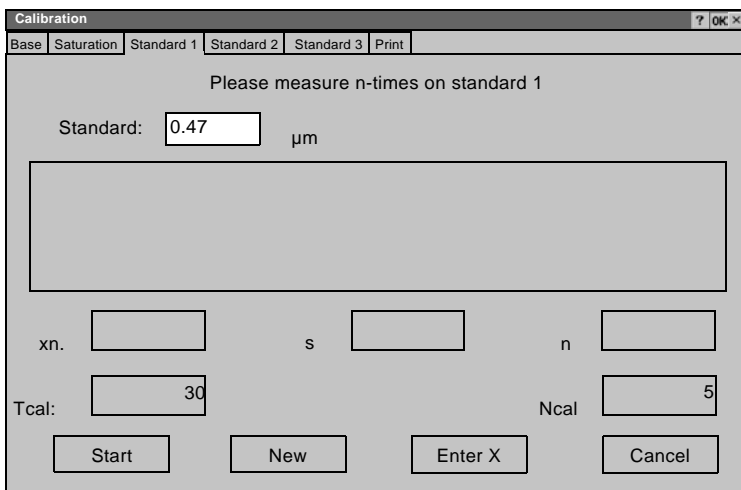 Calibration ? OK ×
Base Saturation Standard 1 Standard 2 Standard 3 Print
Please measure n-times on standard 1
Standard: 0.47 µm
xn. s n
Tcal: 30 Ncal 5
Start New Enter X Cancel